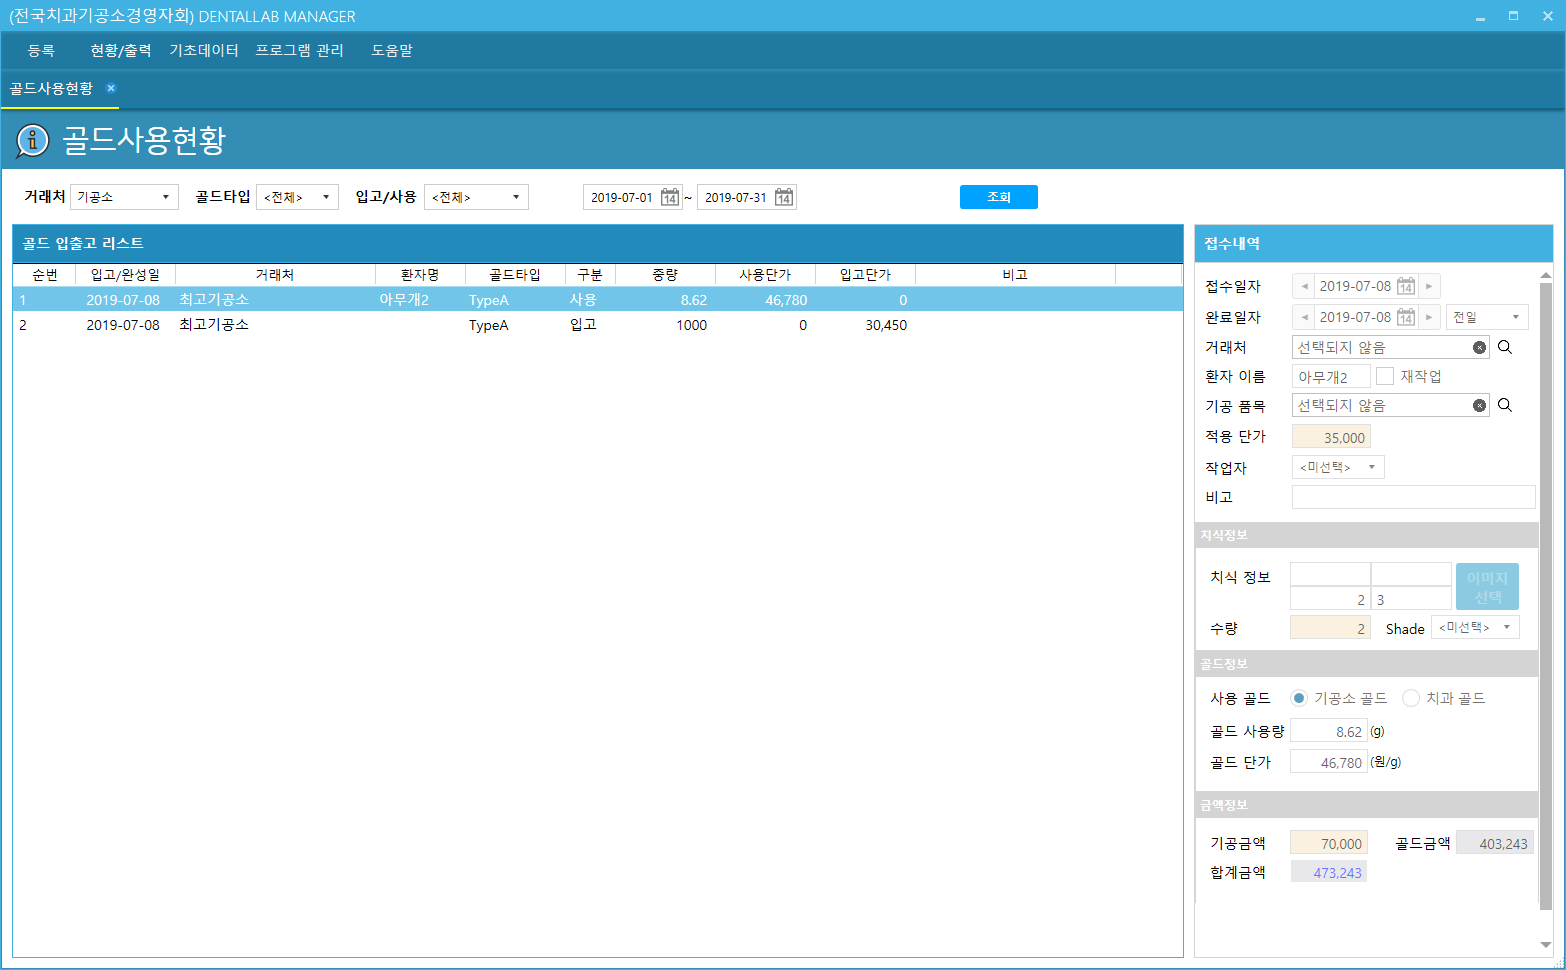 (전국치과기공소경영자회) DENTALLAB MANAGER
등록 현황/출력 기초데이터 프로그램 관리 도움말
골드사용현황
골드사용현황
거래처 기공소 골드타입 <전체> 입고/사용 <전체> 2019-07-01 14 ~ 2019-07-31 14 조회
골드 입출고 리스트
순번 입고/완성일 거래처 환자명 골드타입 구분 중량 사용단가 입고단가 비고
1 2019-07-08 최고기공소 아무개2 TypeA 사용 8.62 46,780 0
2 2019-07-08 최고기공소 TypeA 입고 1000 0 30,450
접수내역
접수일자 2019-07-08 14
완료일자 2019-07-08 14 전일
거래처 선택되지 않음
환자 이름 아무개2 재작업
기공 품목 선택되지 않음
적용 단가 35,000
작업자 <미선택>
비고
치식정보
치식 정보 이미지
선택
2 3
수량 2 Shade <미선택>
골드정보
사용 골드 기공소 골드 치과 골드
골드 사용량 8.62 (g)
골드 단가 46,780 (원/g)
금액정보
기공금액 70,000 골드금액 403,243
합계금액 473,243